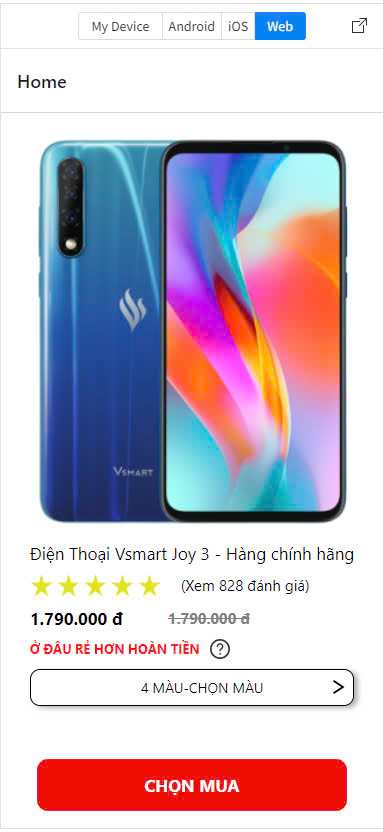 My Device Android iOS Web
Home
VSMART
Điện Thoại Vsmart Joy 3 - Hàng chính hãng
(Xem 828 đánh giá)
1.790.000 đ 1.790.000 đ
Ở ĐÂU RẺ HƠN HOÀN TIỀN ?
4 MÀU-CHỌN MÀU
CHỌN MUA